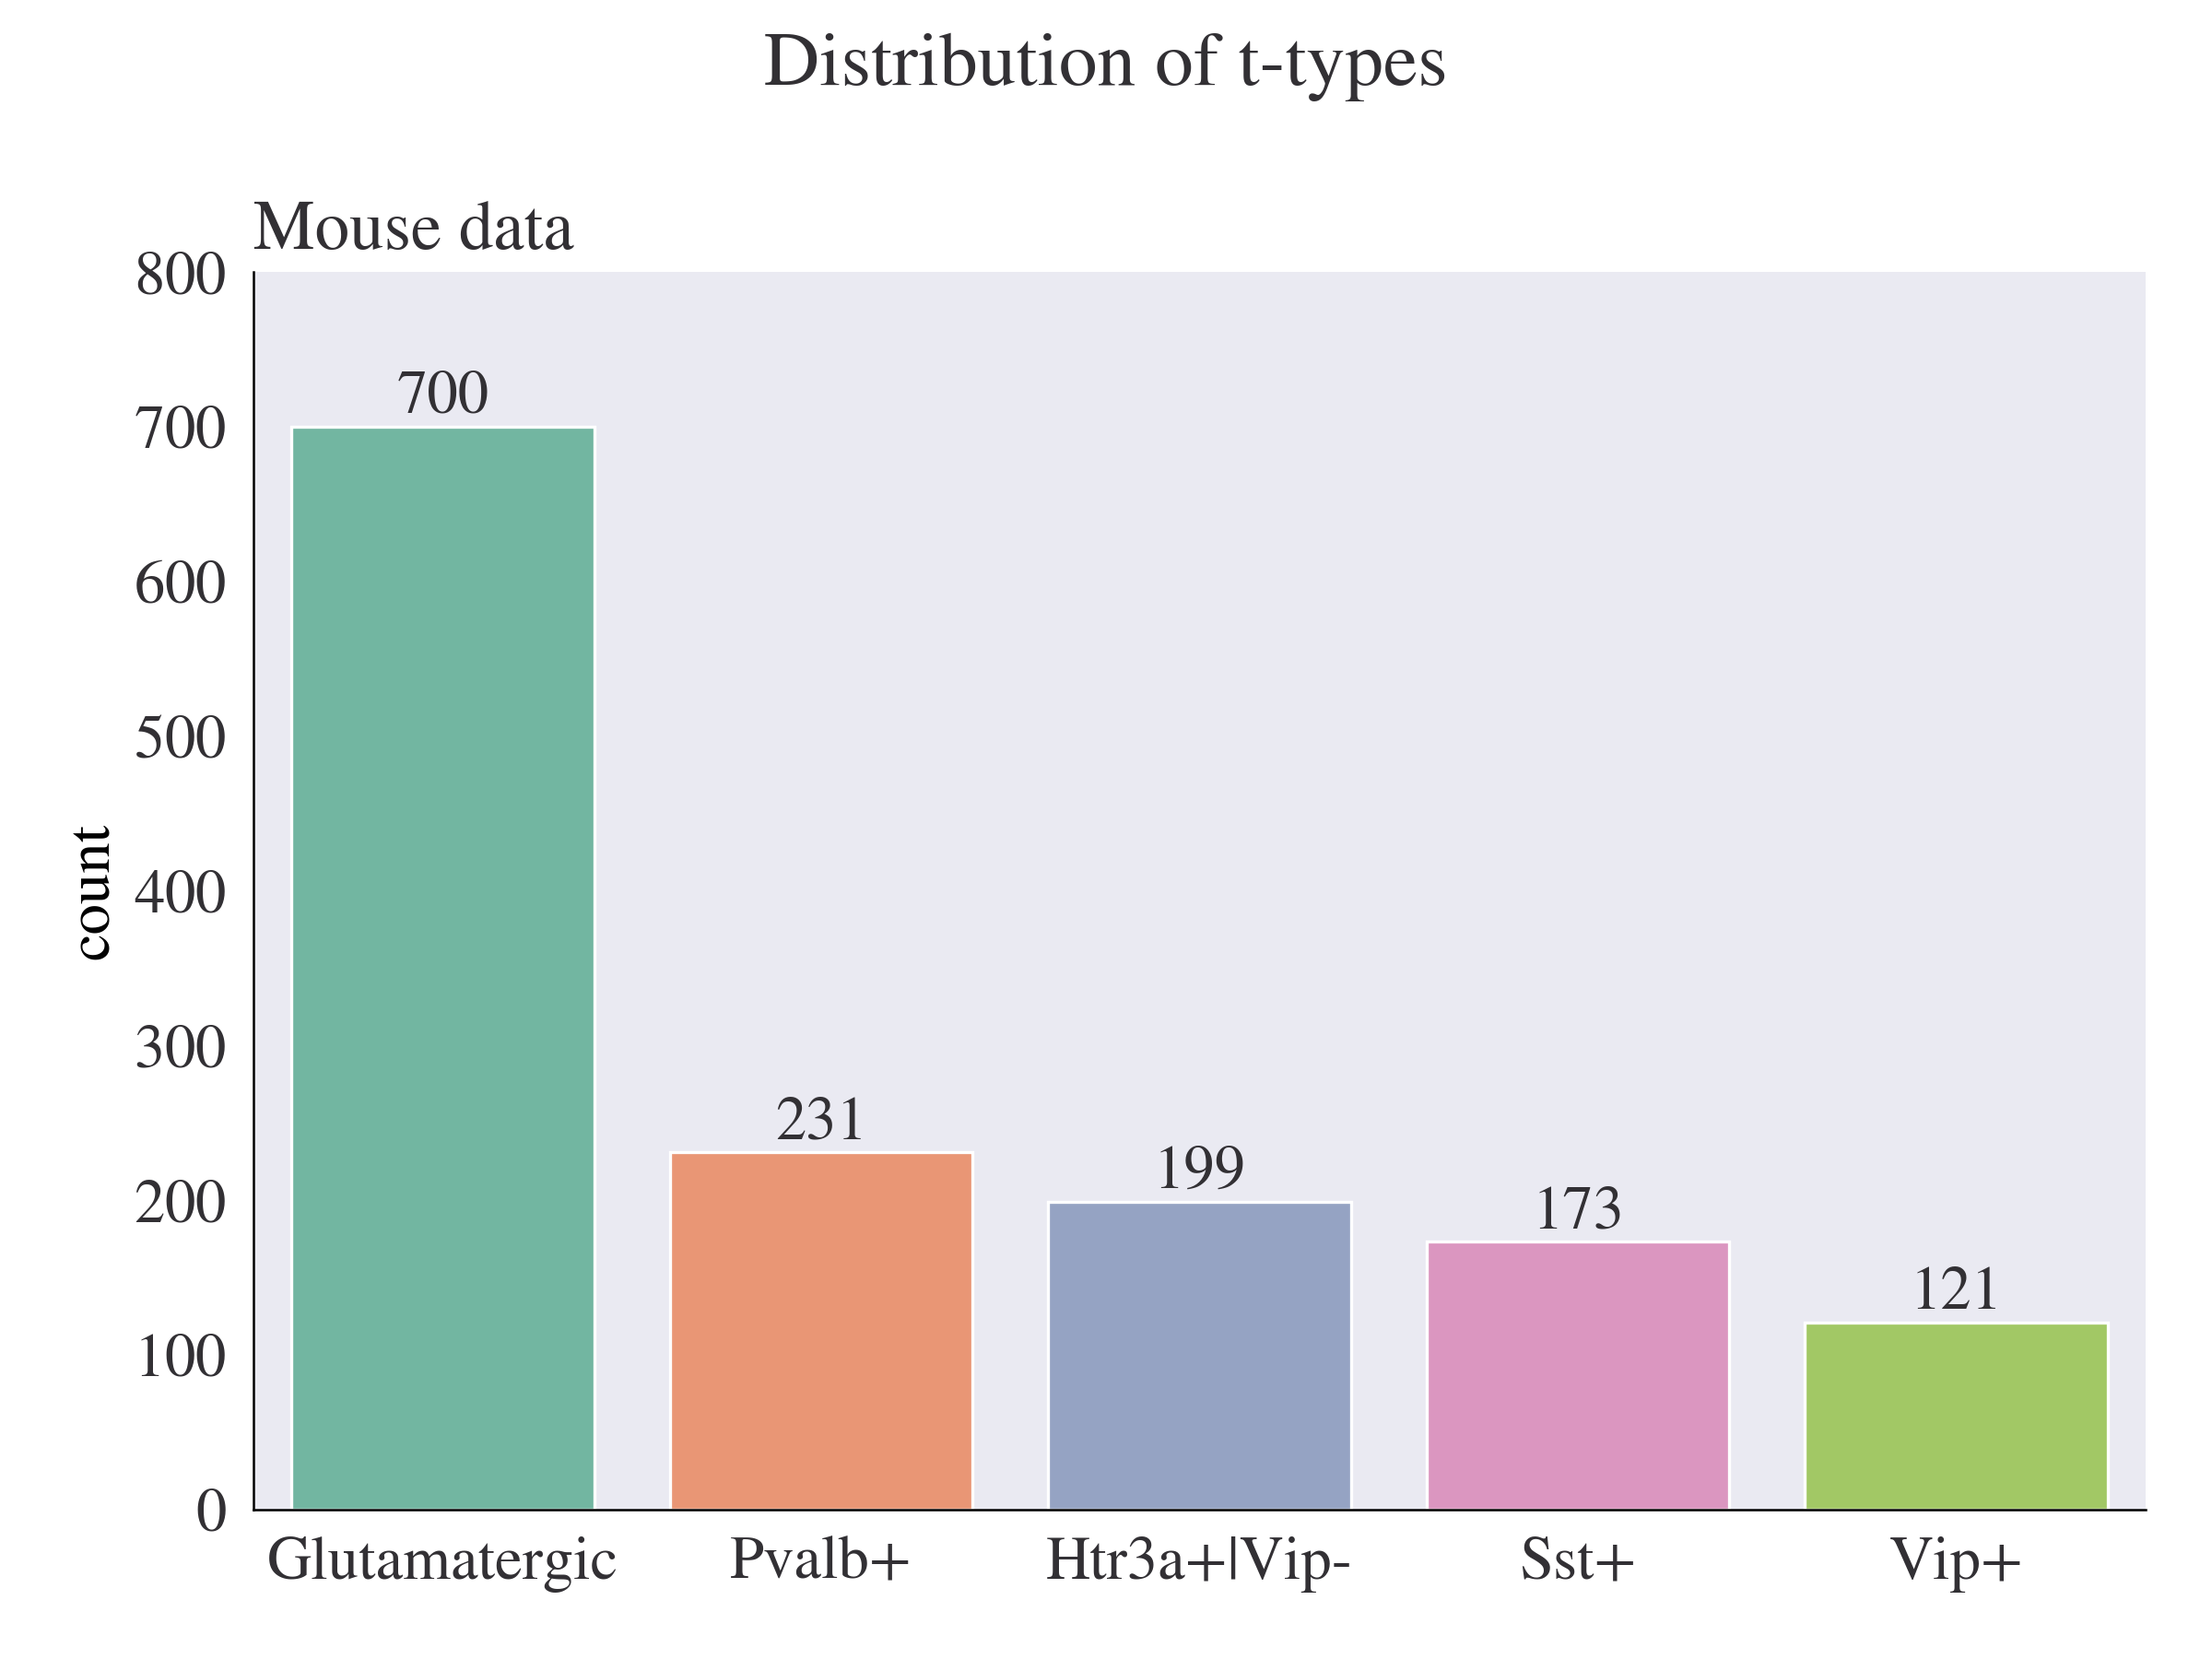 Distribution of t-types
Mouse data
count
800
700
600
500
400
300
200
100
0
700
231
199
173
121
Glutamatergic
Pvalb+
Htr3a+|Vip-
Sst+
Vip+